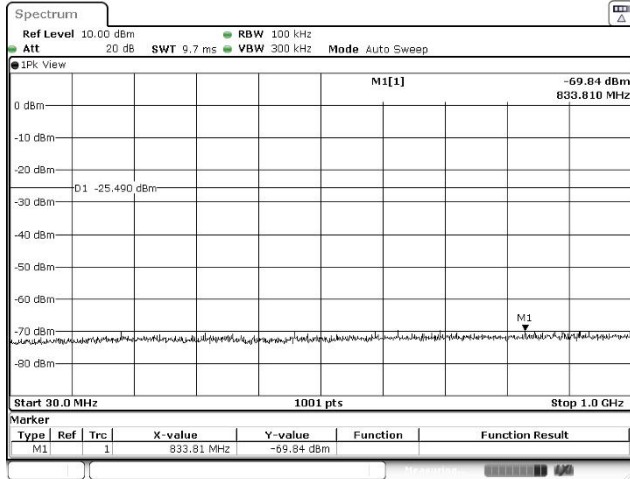 Spectrum
Ref Level 10.00 dBm RBW 100 kHz
Att 20 dB SWT 9.7 ms VBW 300 kHz Mode Auto Sweep
1Pk View
M1[1] -69.84 dBm
833.810 MHz
0 dBm
-10 dBm
-20 dBm
D1 -25.490 dBm
-30 dBm
-40 dBm
-50 dBm
-60 dBm
M1
-70 dBm
-80 dBm
Start 30.0 MHz 1001 pts Stop 1.0 GHz
Marker
Type Ref Trc X-value Y-value Function Function Result
M1 1 833.81 MHz -69.84 dBm
Measuring...